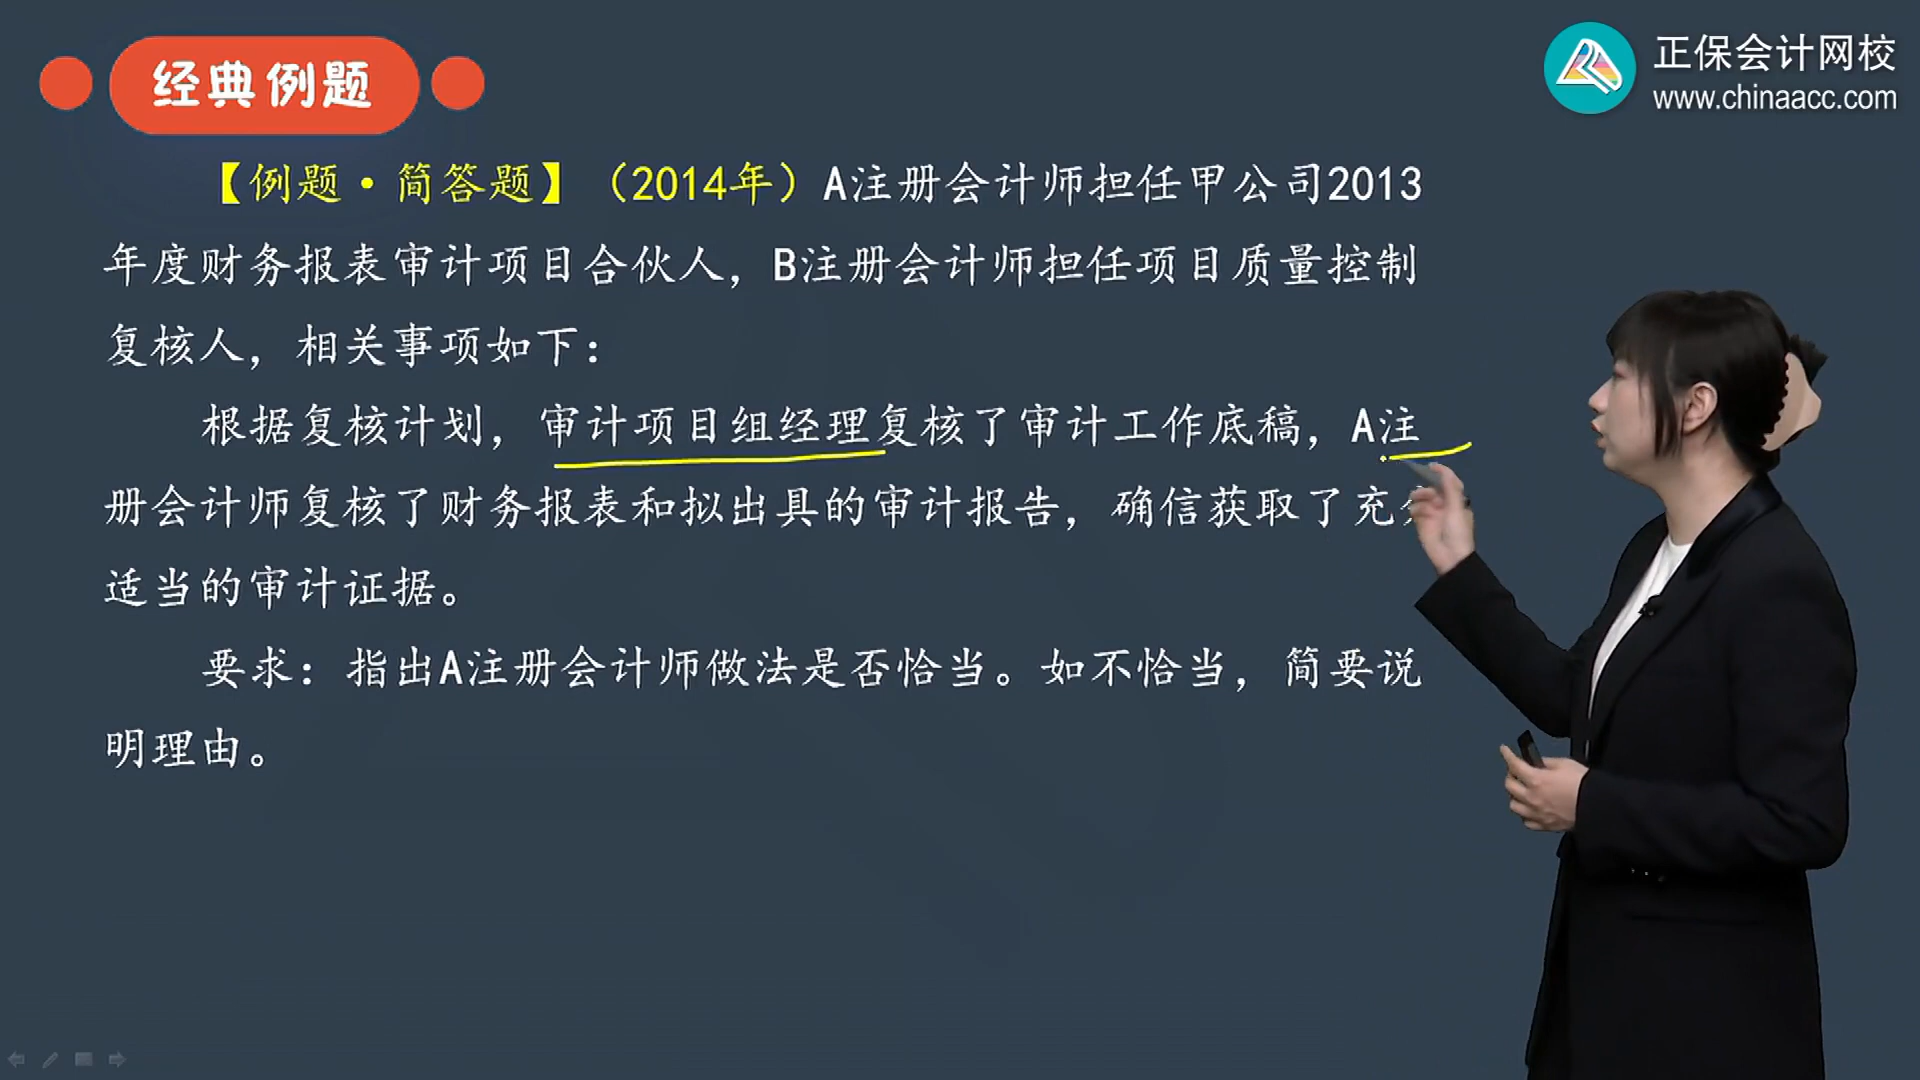 经典例题
正保会计网校
www.chinaacc.com
【例题·简答题】（2014年）A注册会计师担任甲公司2013
年度财务报表审计项目合伙人，B注册会计师担任项目质量控制
复核人，相关事项如下：
根据复核计划，审计项目组经理复核了审计工作底稿，A注
册会计师复核了财务报表和拟出具的审计报告，确信获取了充分
适当的审计证据。
要求：指出A注册会计师做法是否恰当。如不恰当，简要说
明理由。